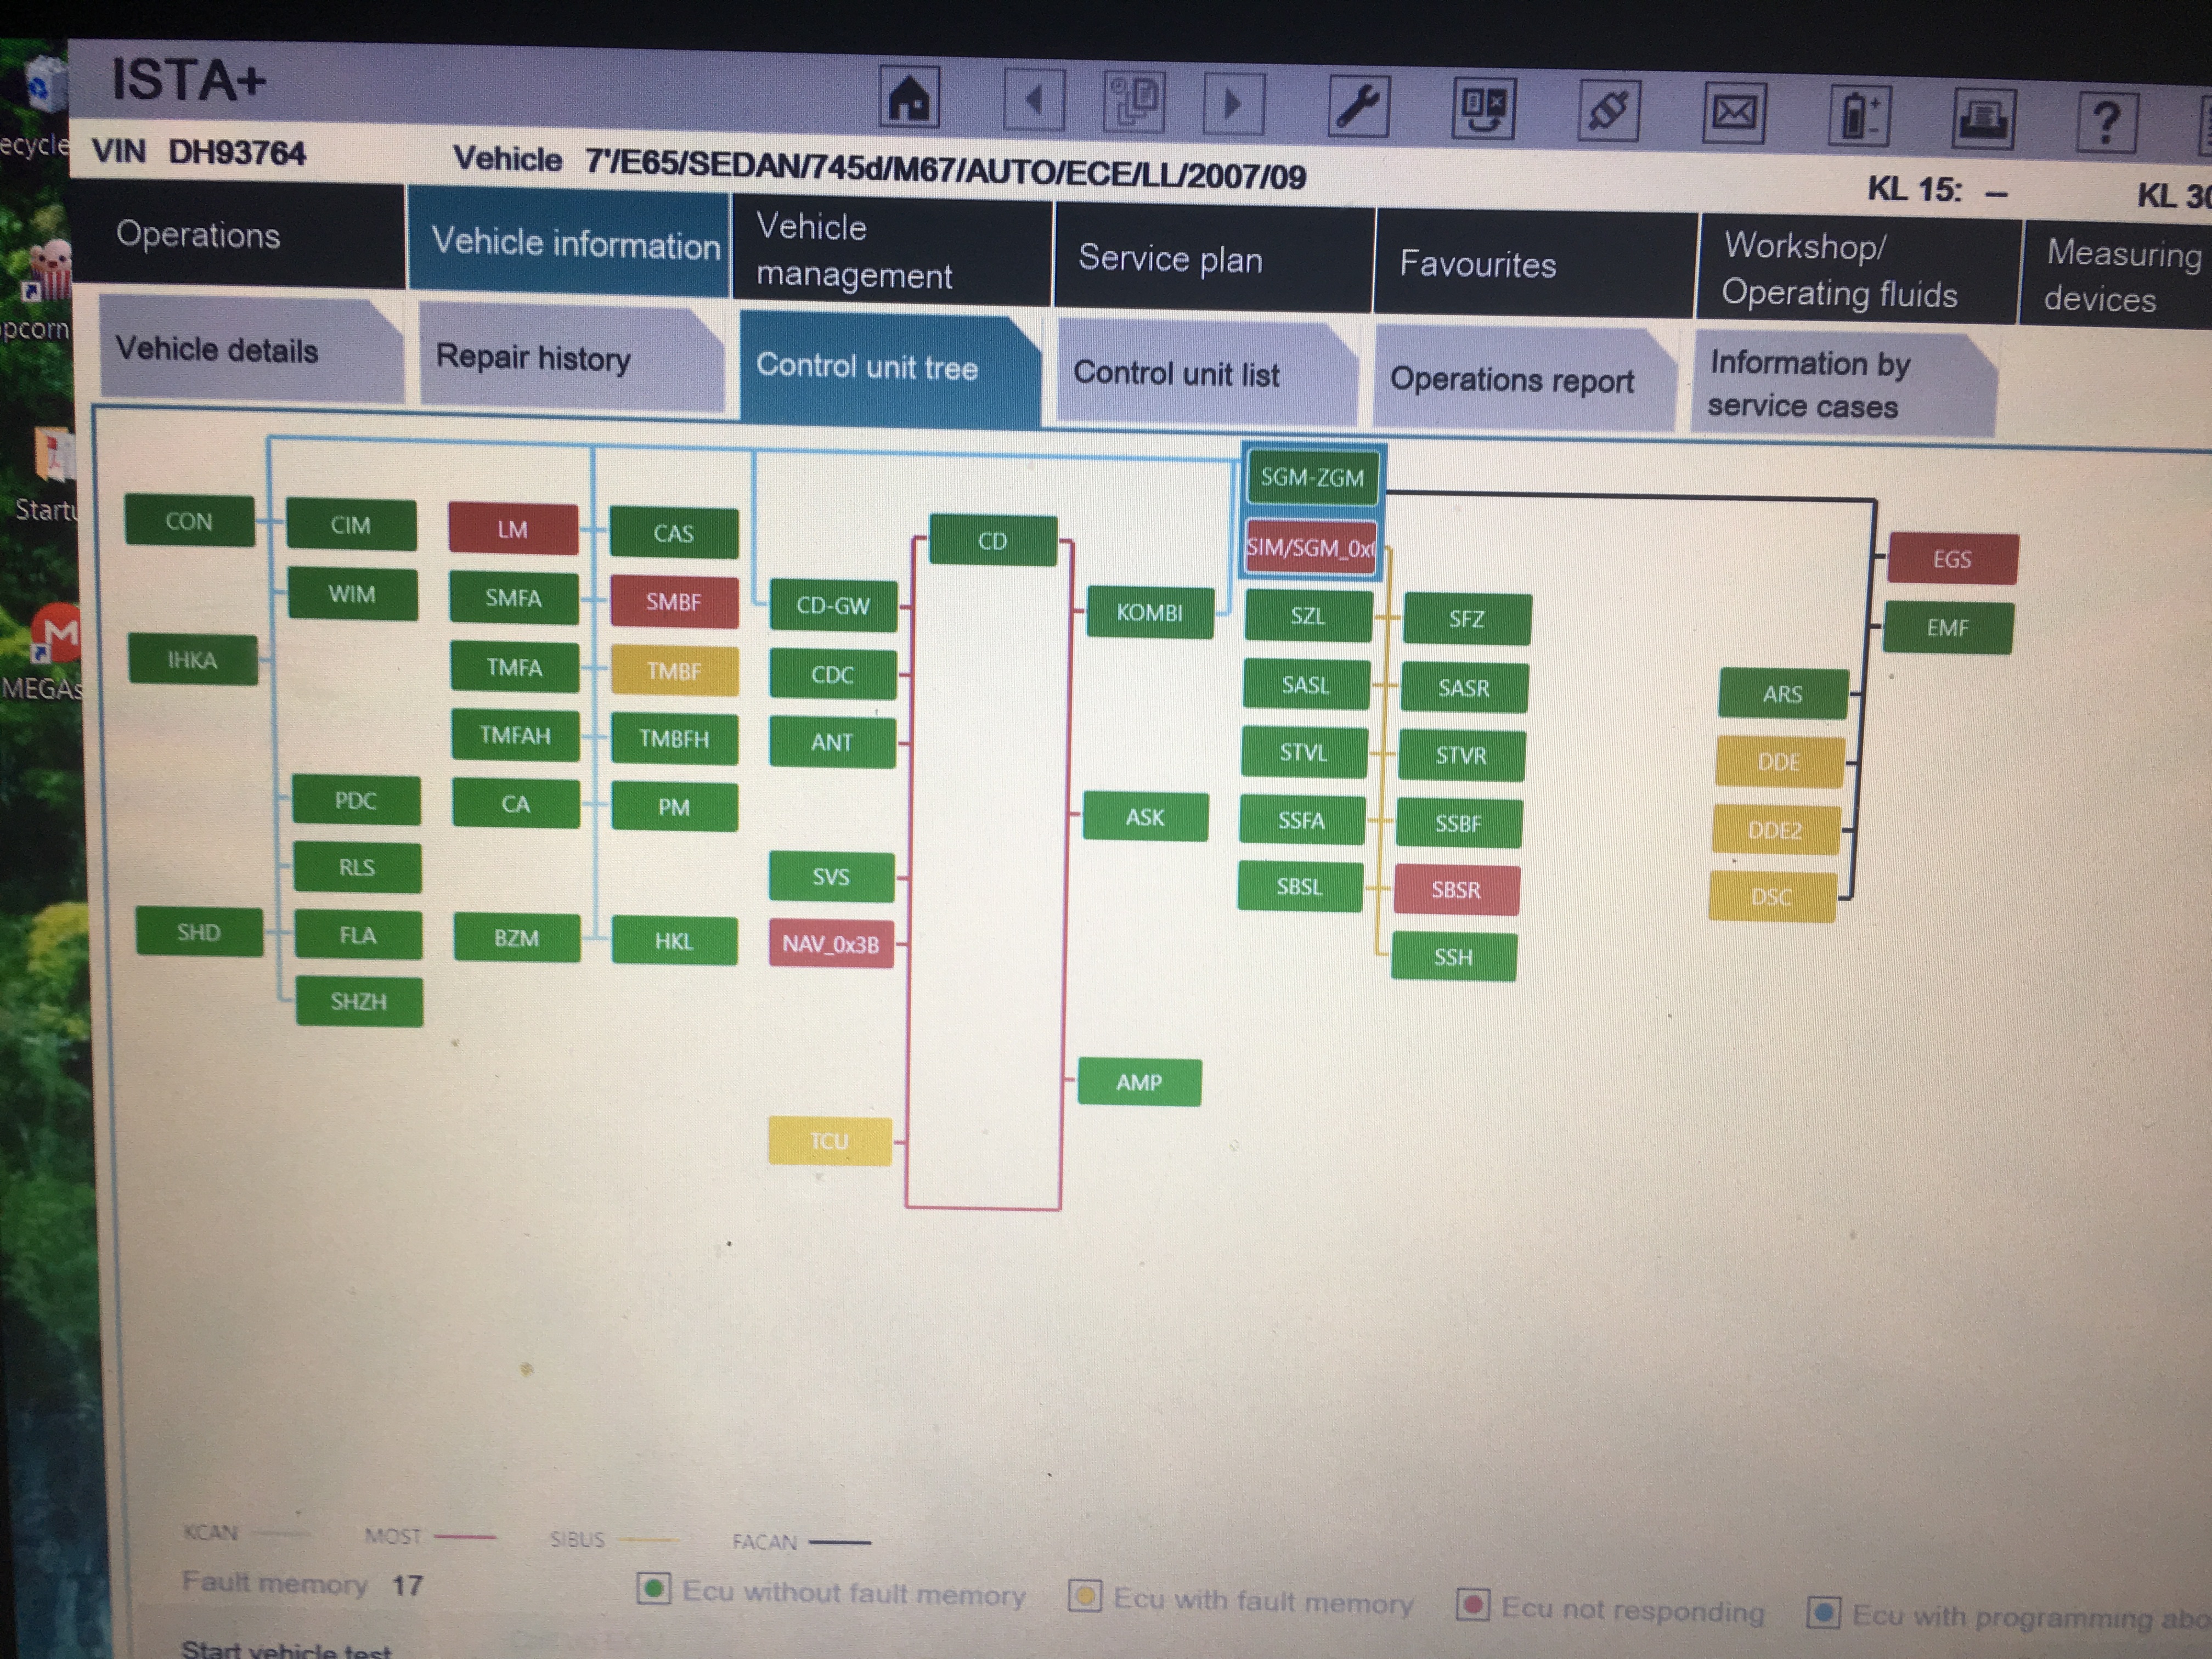 ISTA+
VIN DH93764
Vehicle 7'/E65/SEDAN/745d/M67/AUTO/ECE/LL/2007/09
KL 15: –
Operations
Vehicle information
Vehicle
management
Service plan
Favourites
Workshop/
Operating fluids
Measuring
devices
Vehicle details
Repair history
Control unit tree
Control unit list
Operations report
Information by
service cases
SGM-ZGM
CON
CIM
LM
CAS
CD
SIM/SGM_0x
EGS
WIM
SMFA
SMBF
CD-GW
KOMBI
SZL
SFZ
EMF
IHKA
TMFA
TMBF
CDC
SASL
SASR
ARS
TMFAH
TMBFH
ANT
STVL
STVR
DDE
PDC
CA
PM
ASK
SSFA
SSBF
DDE2
RLS
SVS
SBSL
SBSR
DSC
SHD
FLA
BZM
HKL
NAV_0x3B
SSH
SHZH
AMP
TCU
KCAN
MOST
SIBUS
FACAN
Fault memory 17
Ecu without fault memory
Ecu with fault memory
Ecu not responding
Ecu with programming abo
Start vehicle test
ecycle
pcorn
Startu
MEGAs